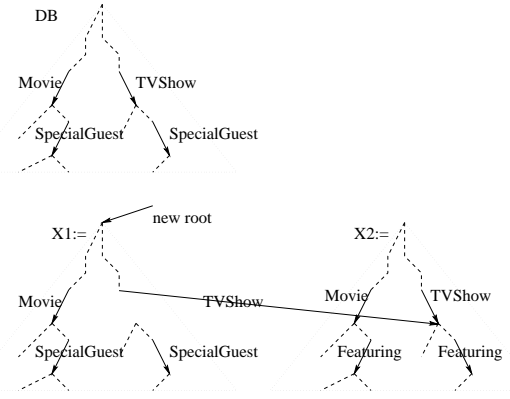 DB
Movie TVShow
SpecialGuest SpecialGuest
new root
X1:= X2:=
Movie TVShow Movie TVShow
SpecialGuest SpecialGuest Featuring Featuring